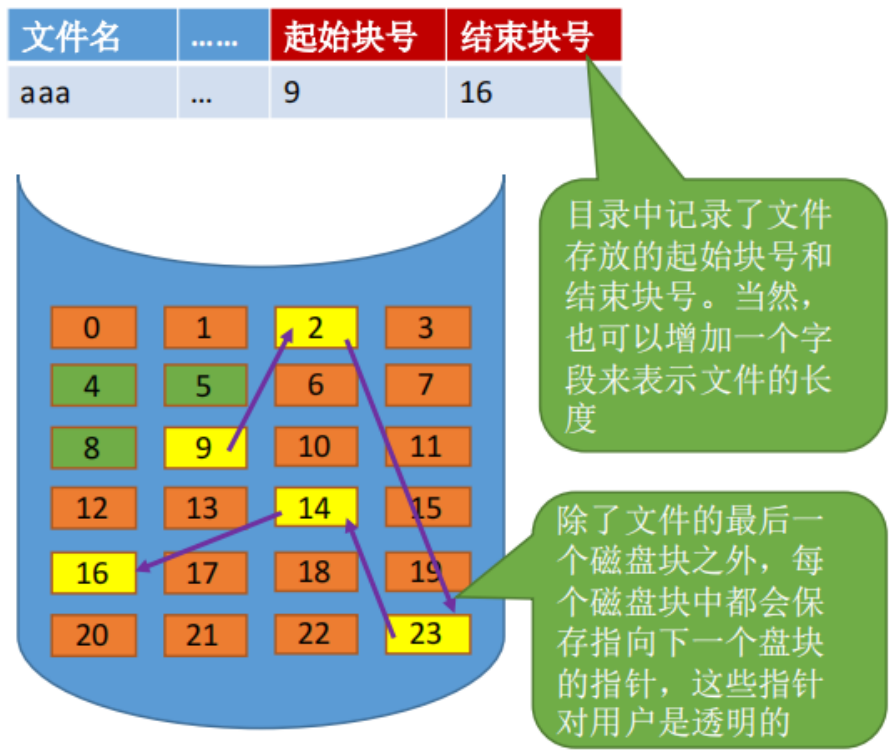 文件名 …… 起始块号 结束块号
aaa … 9 16
目录中记录了文件
存放的起始块号和
结束块号。当然，
也可以增加一个字
段来表示文件的长
度
0 1 2 3
4 5 6 7
8 9 10 11
12 13 14 15
16 17 18 19
20 21 22 23
除了文件的最后一
个磁盘块之外，每
个磁盘块中都会保
存指向下一个盘块
的指针，这些指针
对用户是透明的